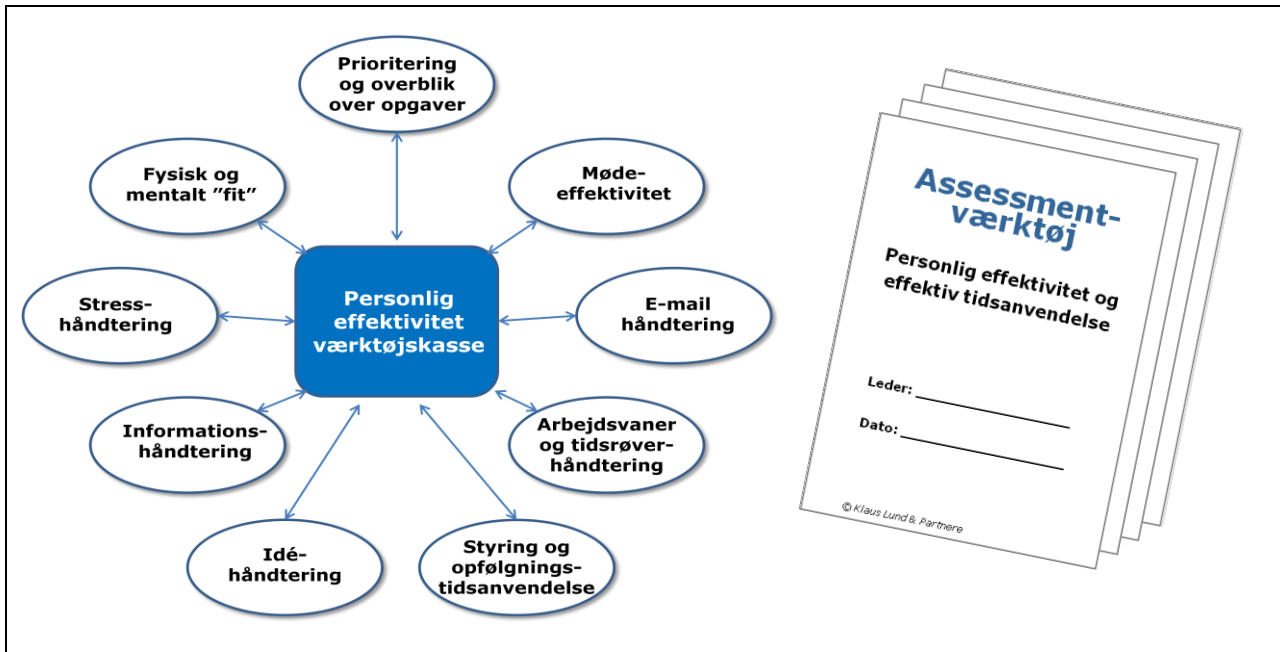 Prioritering
og overblik
over opgaver
Møde-
effektivitet
E-mail
håndtering
Arbejdsvaner
og tidsrøver-
håndtering
Styring og
opfølgnings-
tidsanvendelse
Idé-
håndtering
Informations-
håndtering
Stress-
håndtering
Fysisk og
mentalt ”fit”
Personlig
effektivitet
værktøjskasse
Assessment-
værktøj
Personlig effektivitet og
effektiv tidsanvendelse
Leder:
Dato:
© Klaus Lund & Partnere